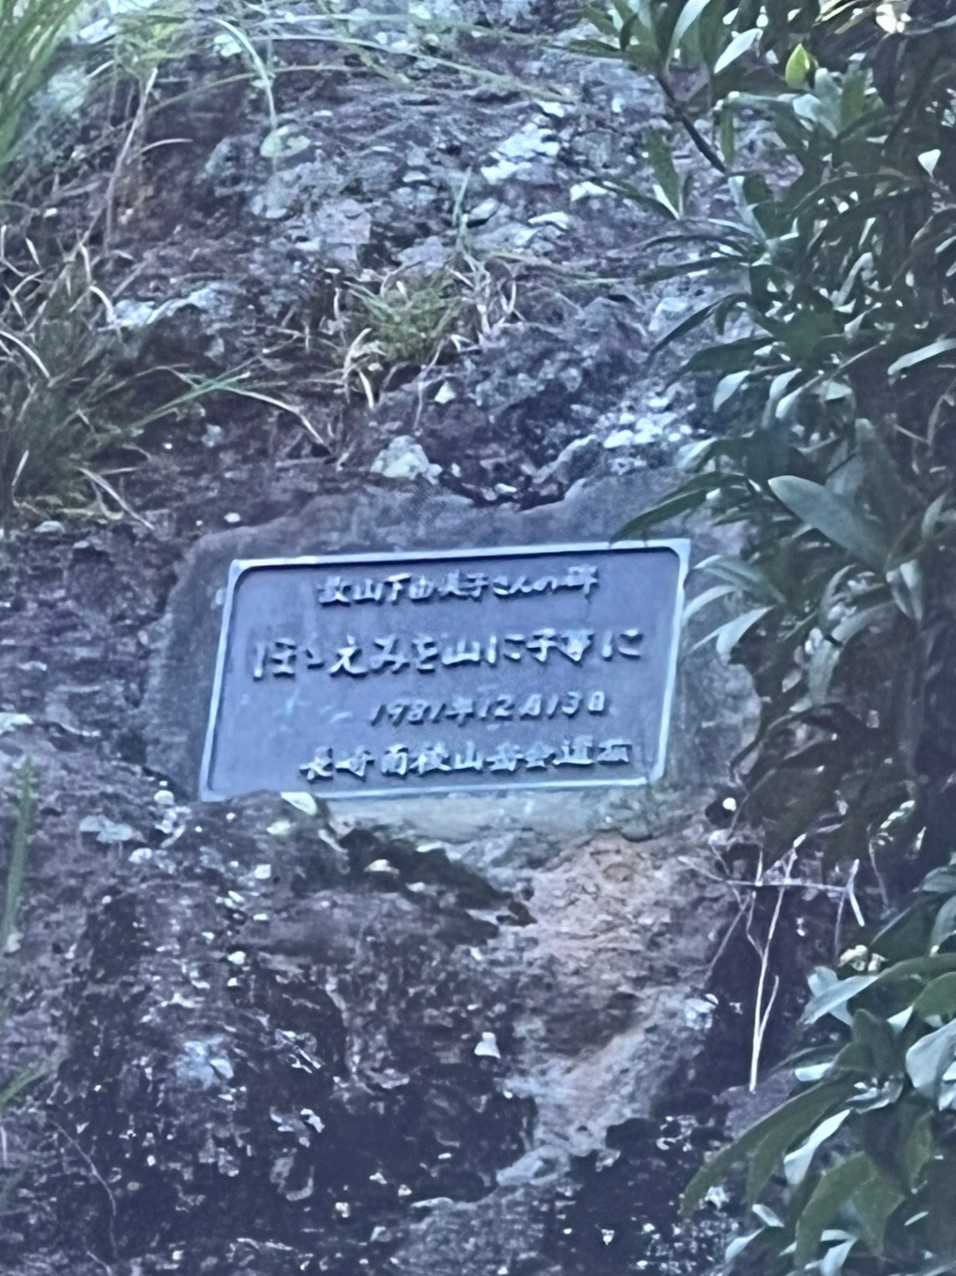 故山下由美子さんの碑
ほゝえみを山に子等に
1981年12月13日
長崎南稜山岳会